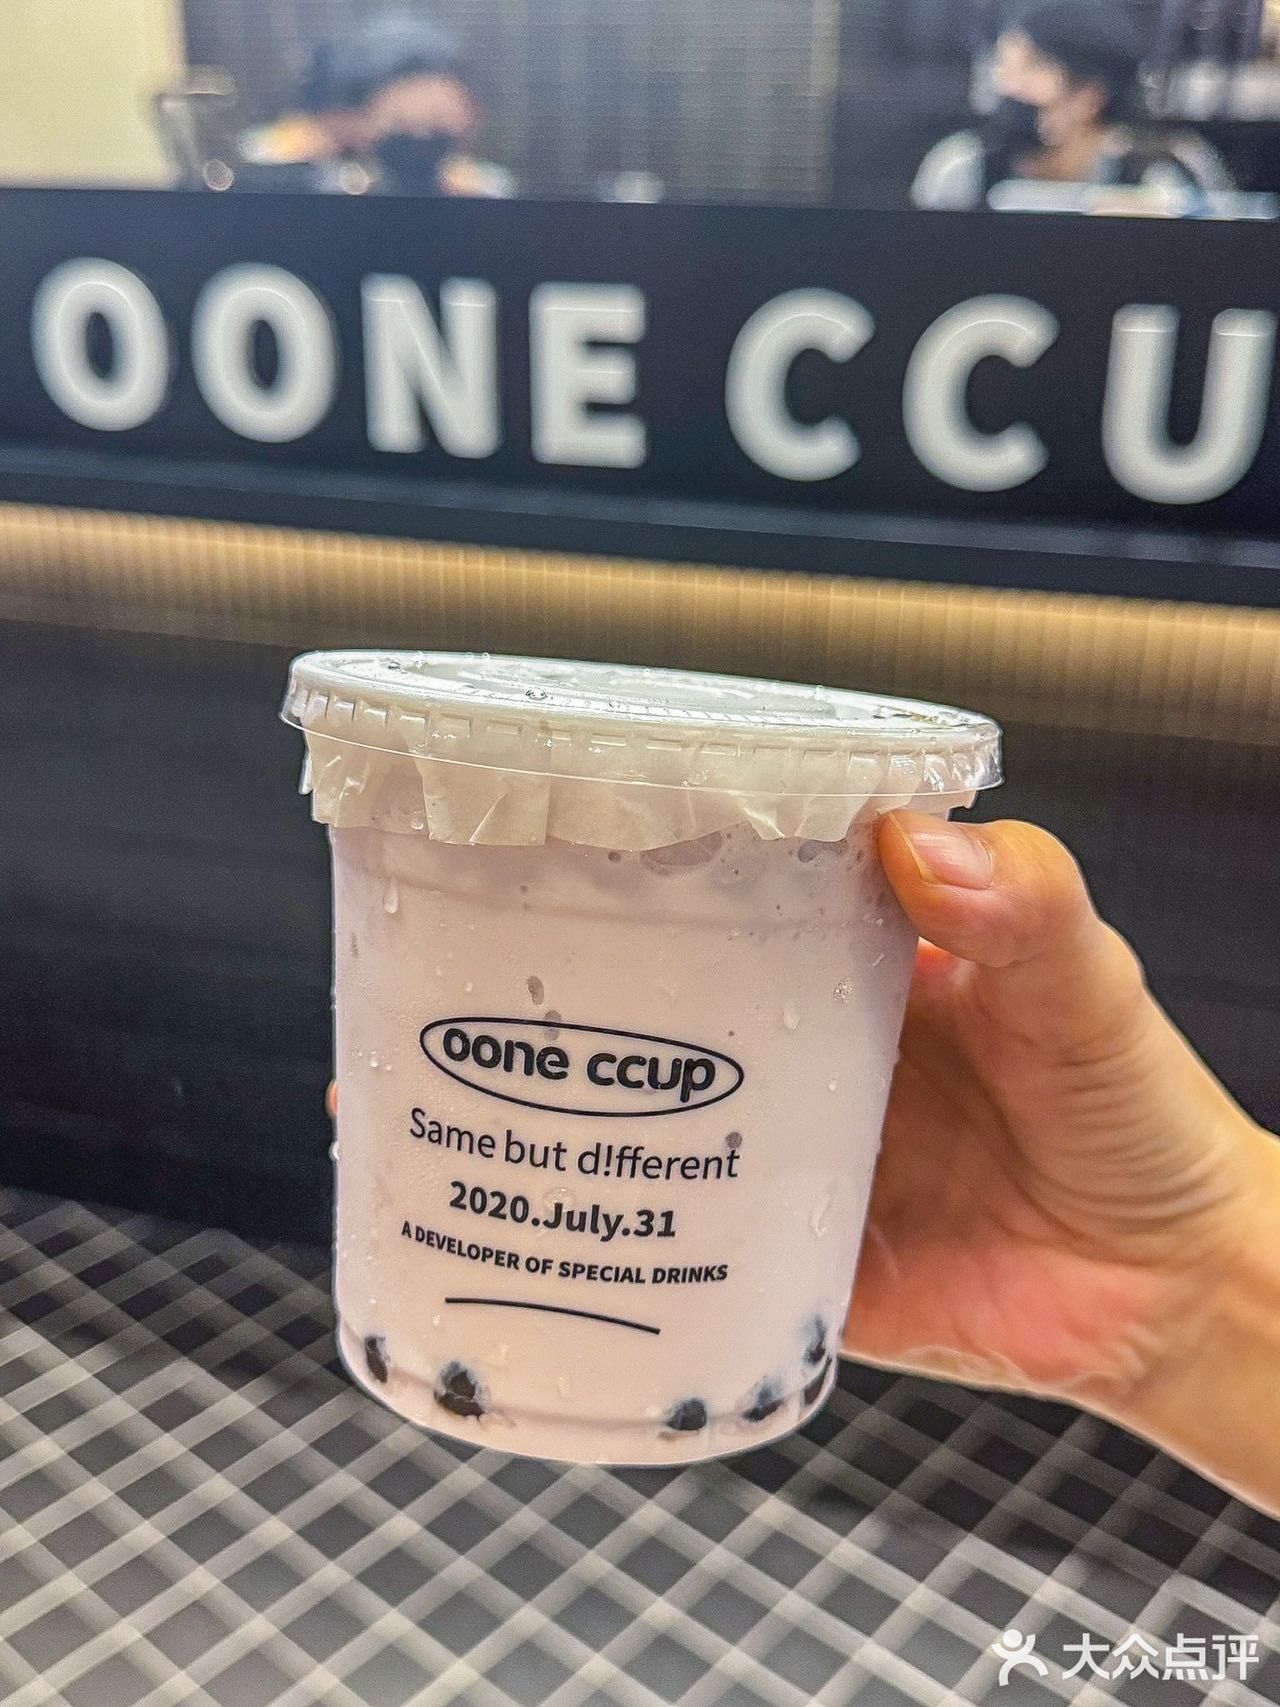 OONE CCU
oone ccup
Same but d!fferent
2020.July.31
A DEVELOPER OF SPECIAL DRINKS
大众点评